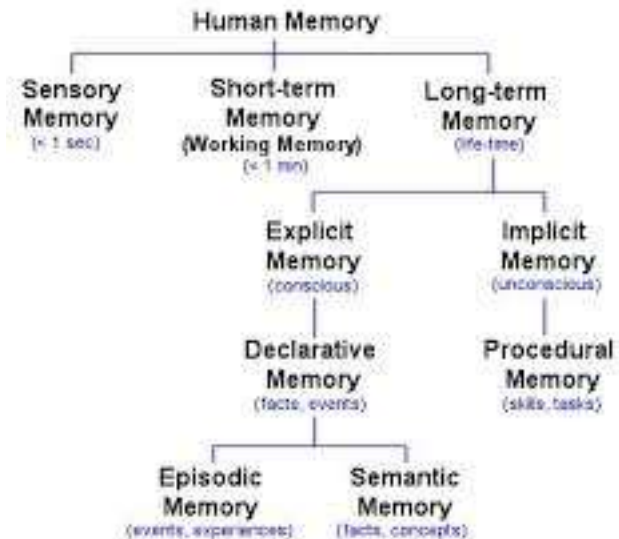 Human Memory
Sensory
Memory
(< 1 sec)
Short-term
Memory
(Working Memory)
(< 1 min)
Long-term
Memory
(life-time)
Explicit
Memory
(conscious)
Implicit
Memory
(unconscious)
Declarative
Memory
(facts, events)
Procedural
Memory
(skills, tasks)
Episodic
Memory
(events, experiences)
Semantic
Memory
(facts, concepts)